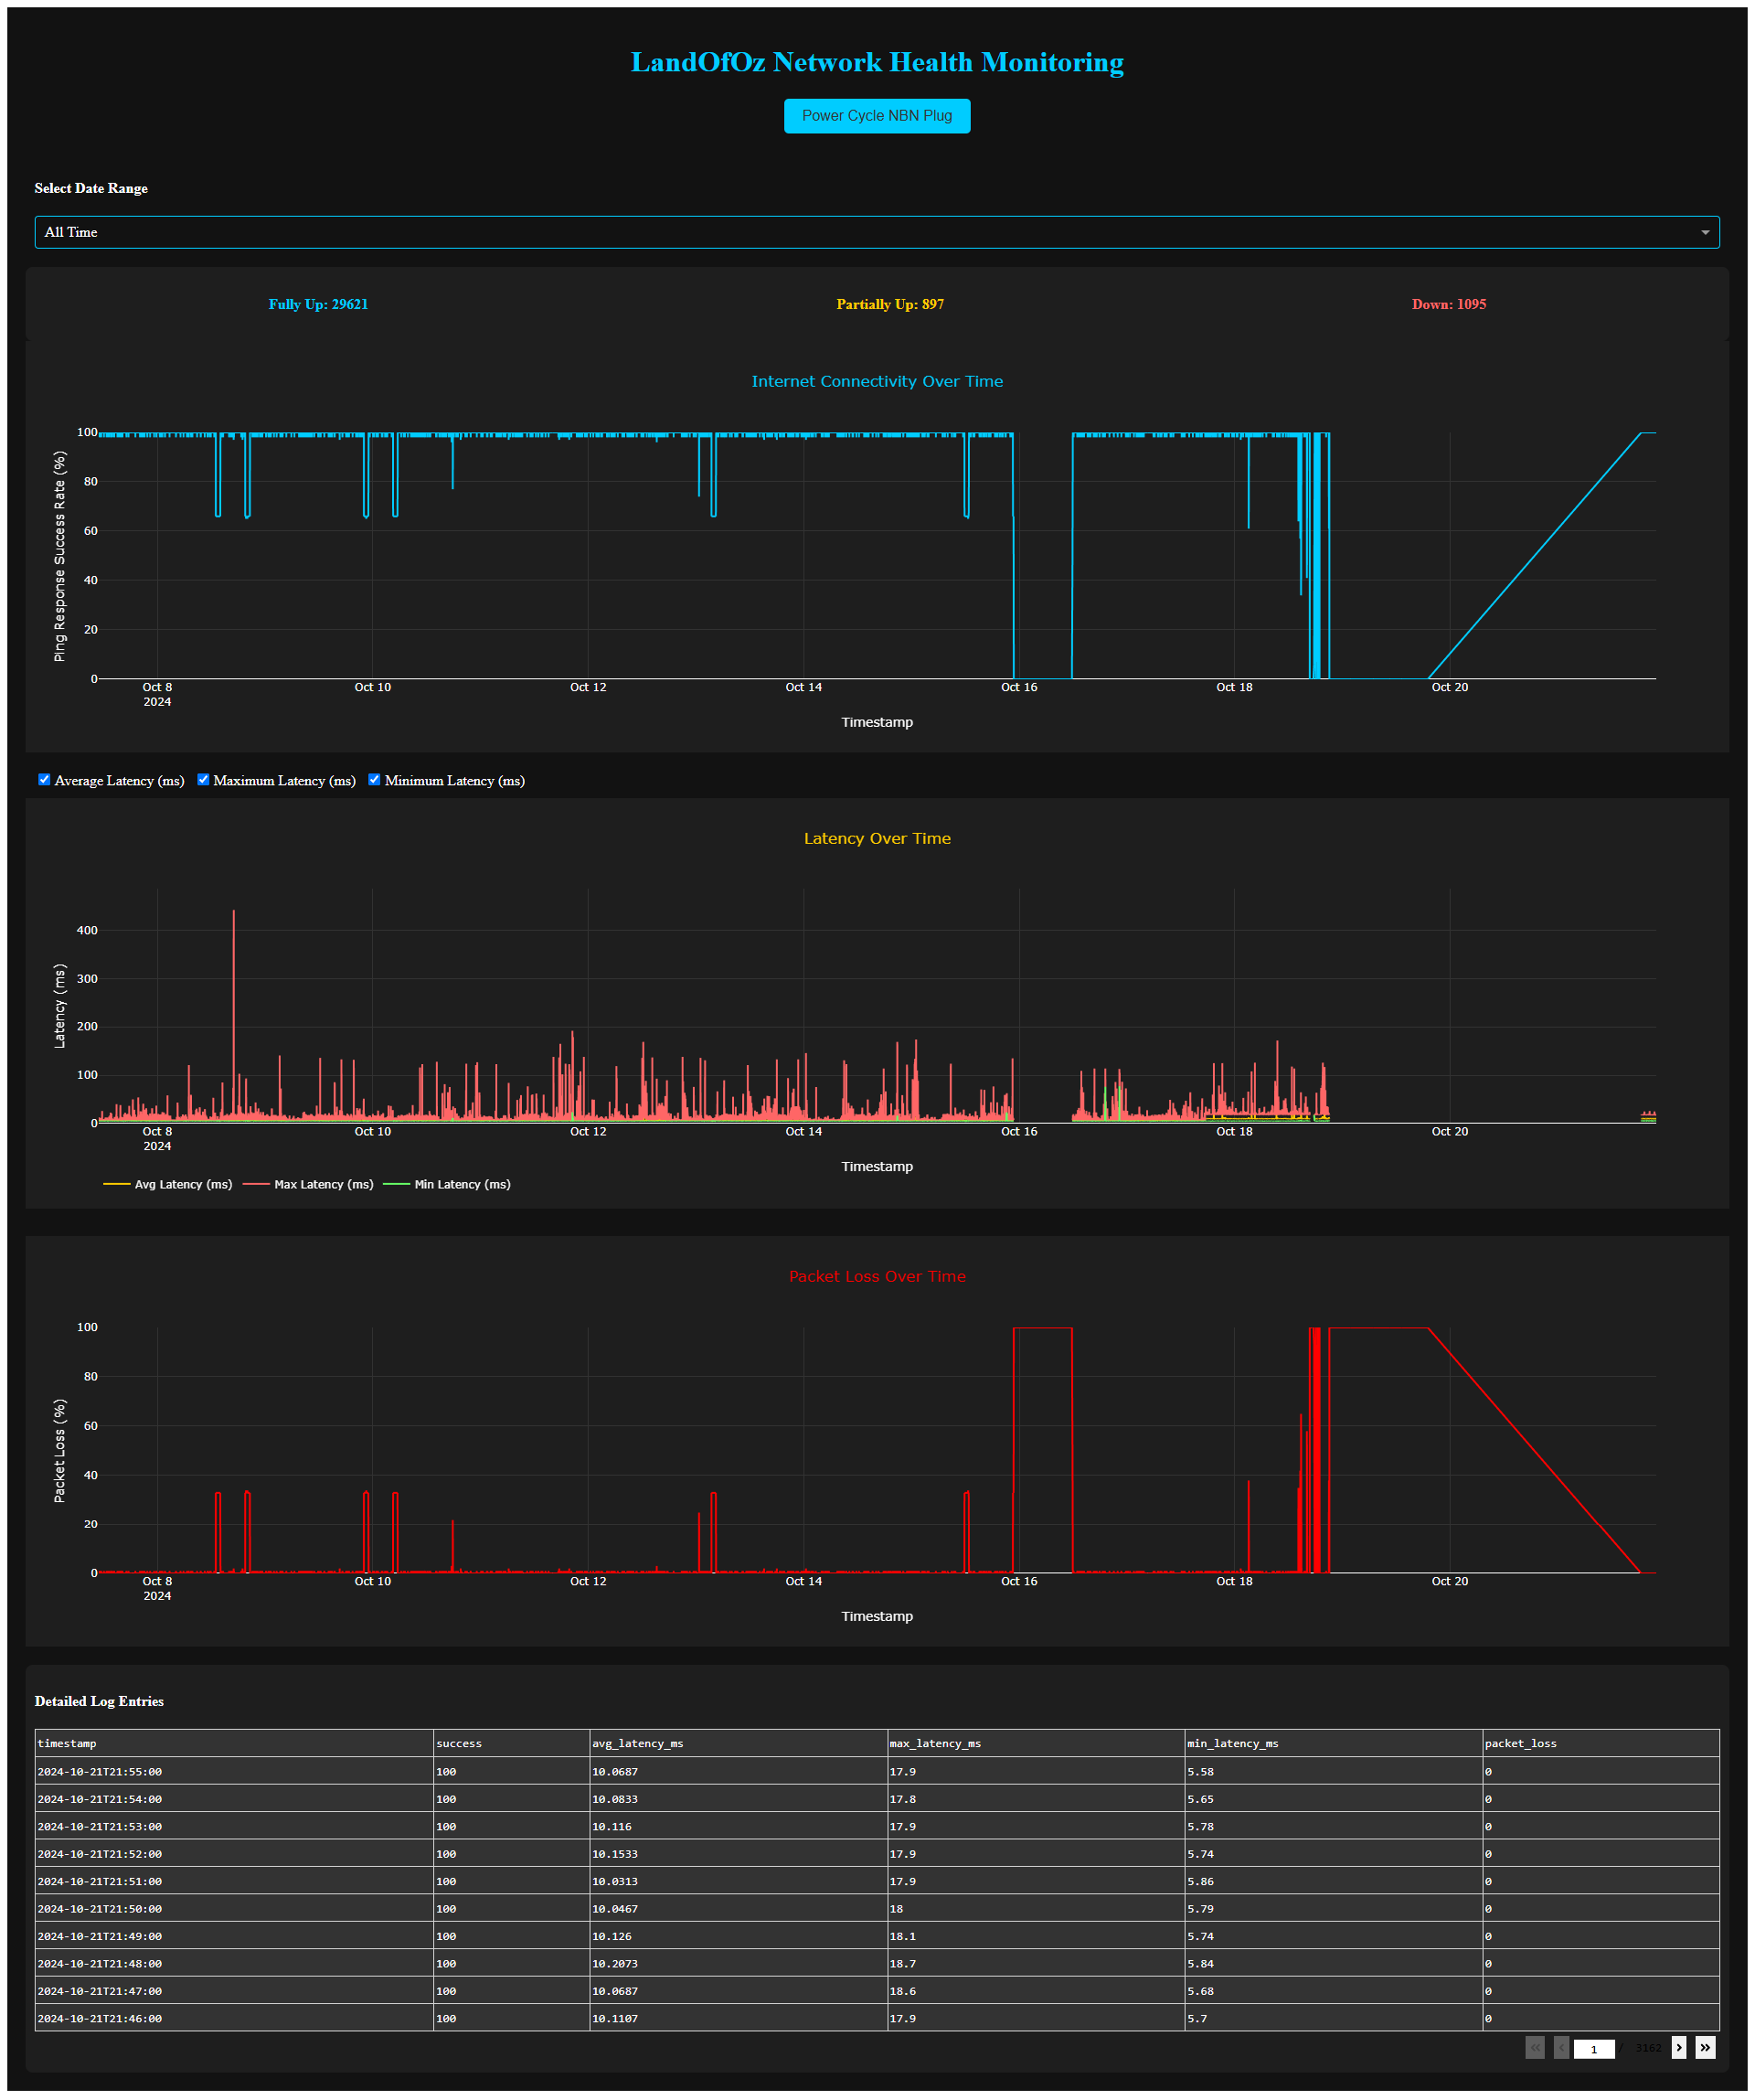 LandOfOz Network Health Monitoring
Power Cycle NBN Plug
Select Date Range
All Time
Fully Up: 29621 Partially Up: 897 Down: 1095
Internet Connectivity Over Time
Ping Response Success Rate (%)
100
80
60
40
20
0
Oct 8 Oct 10 Oct 12 Oct 14 Oct 16 Oct 18 Oct 20
2024
Timestamp
Average Latency (ms) Maximum Latency (ms) Minimum Latency (ms)
Latency Over Time
Latency (ms)
400
300
200
100
0
Oct 8 Oct 10 Oct 12 Oct 14 Oct 16 Oct 18 Oct 20
2024
Timestamp
Avg Latency (ms) Max Latency (ms) Min Latency (ms)
Packet Loss Over Time
Packet Loss (%)
100
80
60
40
20
0
Oct 8 Oct 10 Oct 12 Oct 14 Oct 16 Oct 18 Oct 20
2024
Timestamp
Detailed Log Entries
timestamp success avg_latency_ms max_latency_ms min_latency_ms packet_loss
2024-10-21T21:55:00 100 10.0687 17.9 5.58 0
2024-10-21T21:54:00 100 10.0833 17.8 5.65 0
2024-10-21T21:53:00 100 10.116 17.9 5.78 0
2024-10-21T21:52:00 100 10.1533 17.9 5.74 0
2024-10-21T21:51:00 100 10.0313 17.9 5.86 0
2024-10-21T21:50:00 100 10.0467 18 5.79 0
2024-10-21T21:49:00 100 10.126 18.1 5.74 0
2024-10-21T21:48:00 100 10.2073 18.7 5.84 0
2024-10-21T21:47:00 100 10.0687 18.6 5.68 0
2024-10-21T21:46:00 100 10.1107 17.9 5.7 0
1 / 3162